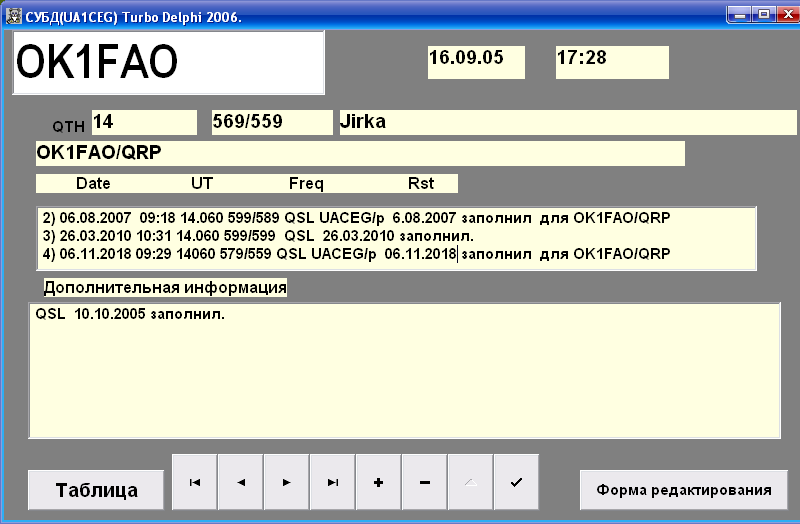 СУБД(UA1CEG) Turbo Delphi 2006.
OK1FAO 16.09.05 17:28
QTH 14 569/559 Jirka
OK1FAO/QRP
Date UT Freq Rst
2) 06.08.2007 09:18 14.060 599/589 QSL UACEG/p 6.08.2007 заполнил для OK1FAO/QRP
3) 26.03.2010 10:31 14.060 599/599 QSL 26.03.2010 заполнил.
4) 06.11.2018 09:29 14060 579/559 QSL UACEG/p 06.11.2018 заполнил для OK1FAO/QRP
Дополнительная информация
QSL 10.10.2005 заполнил.
Таблица Форма редактирования